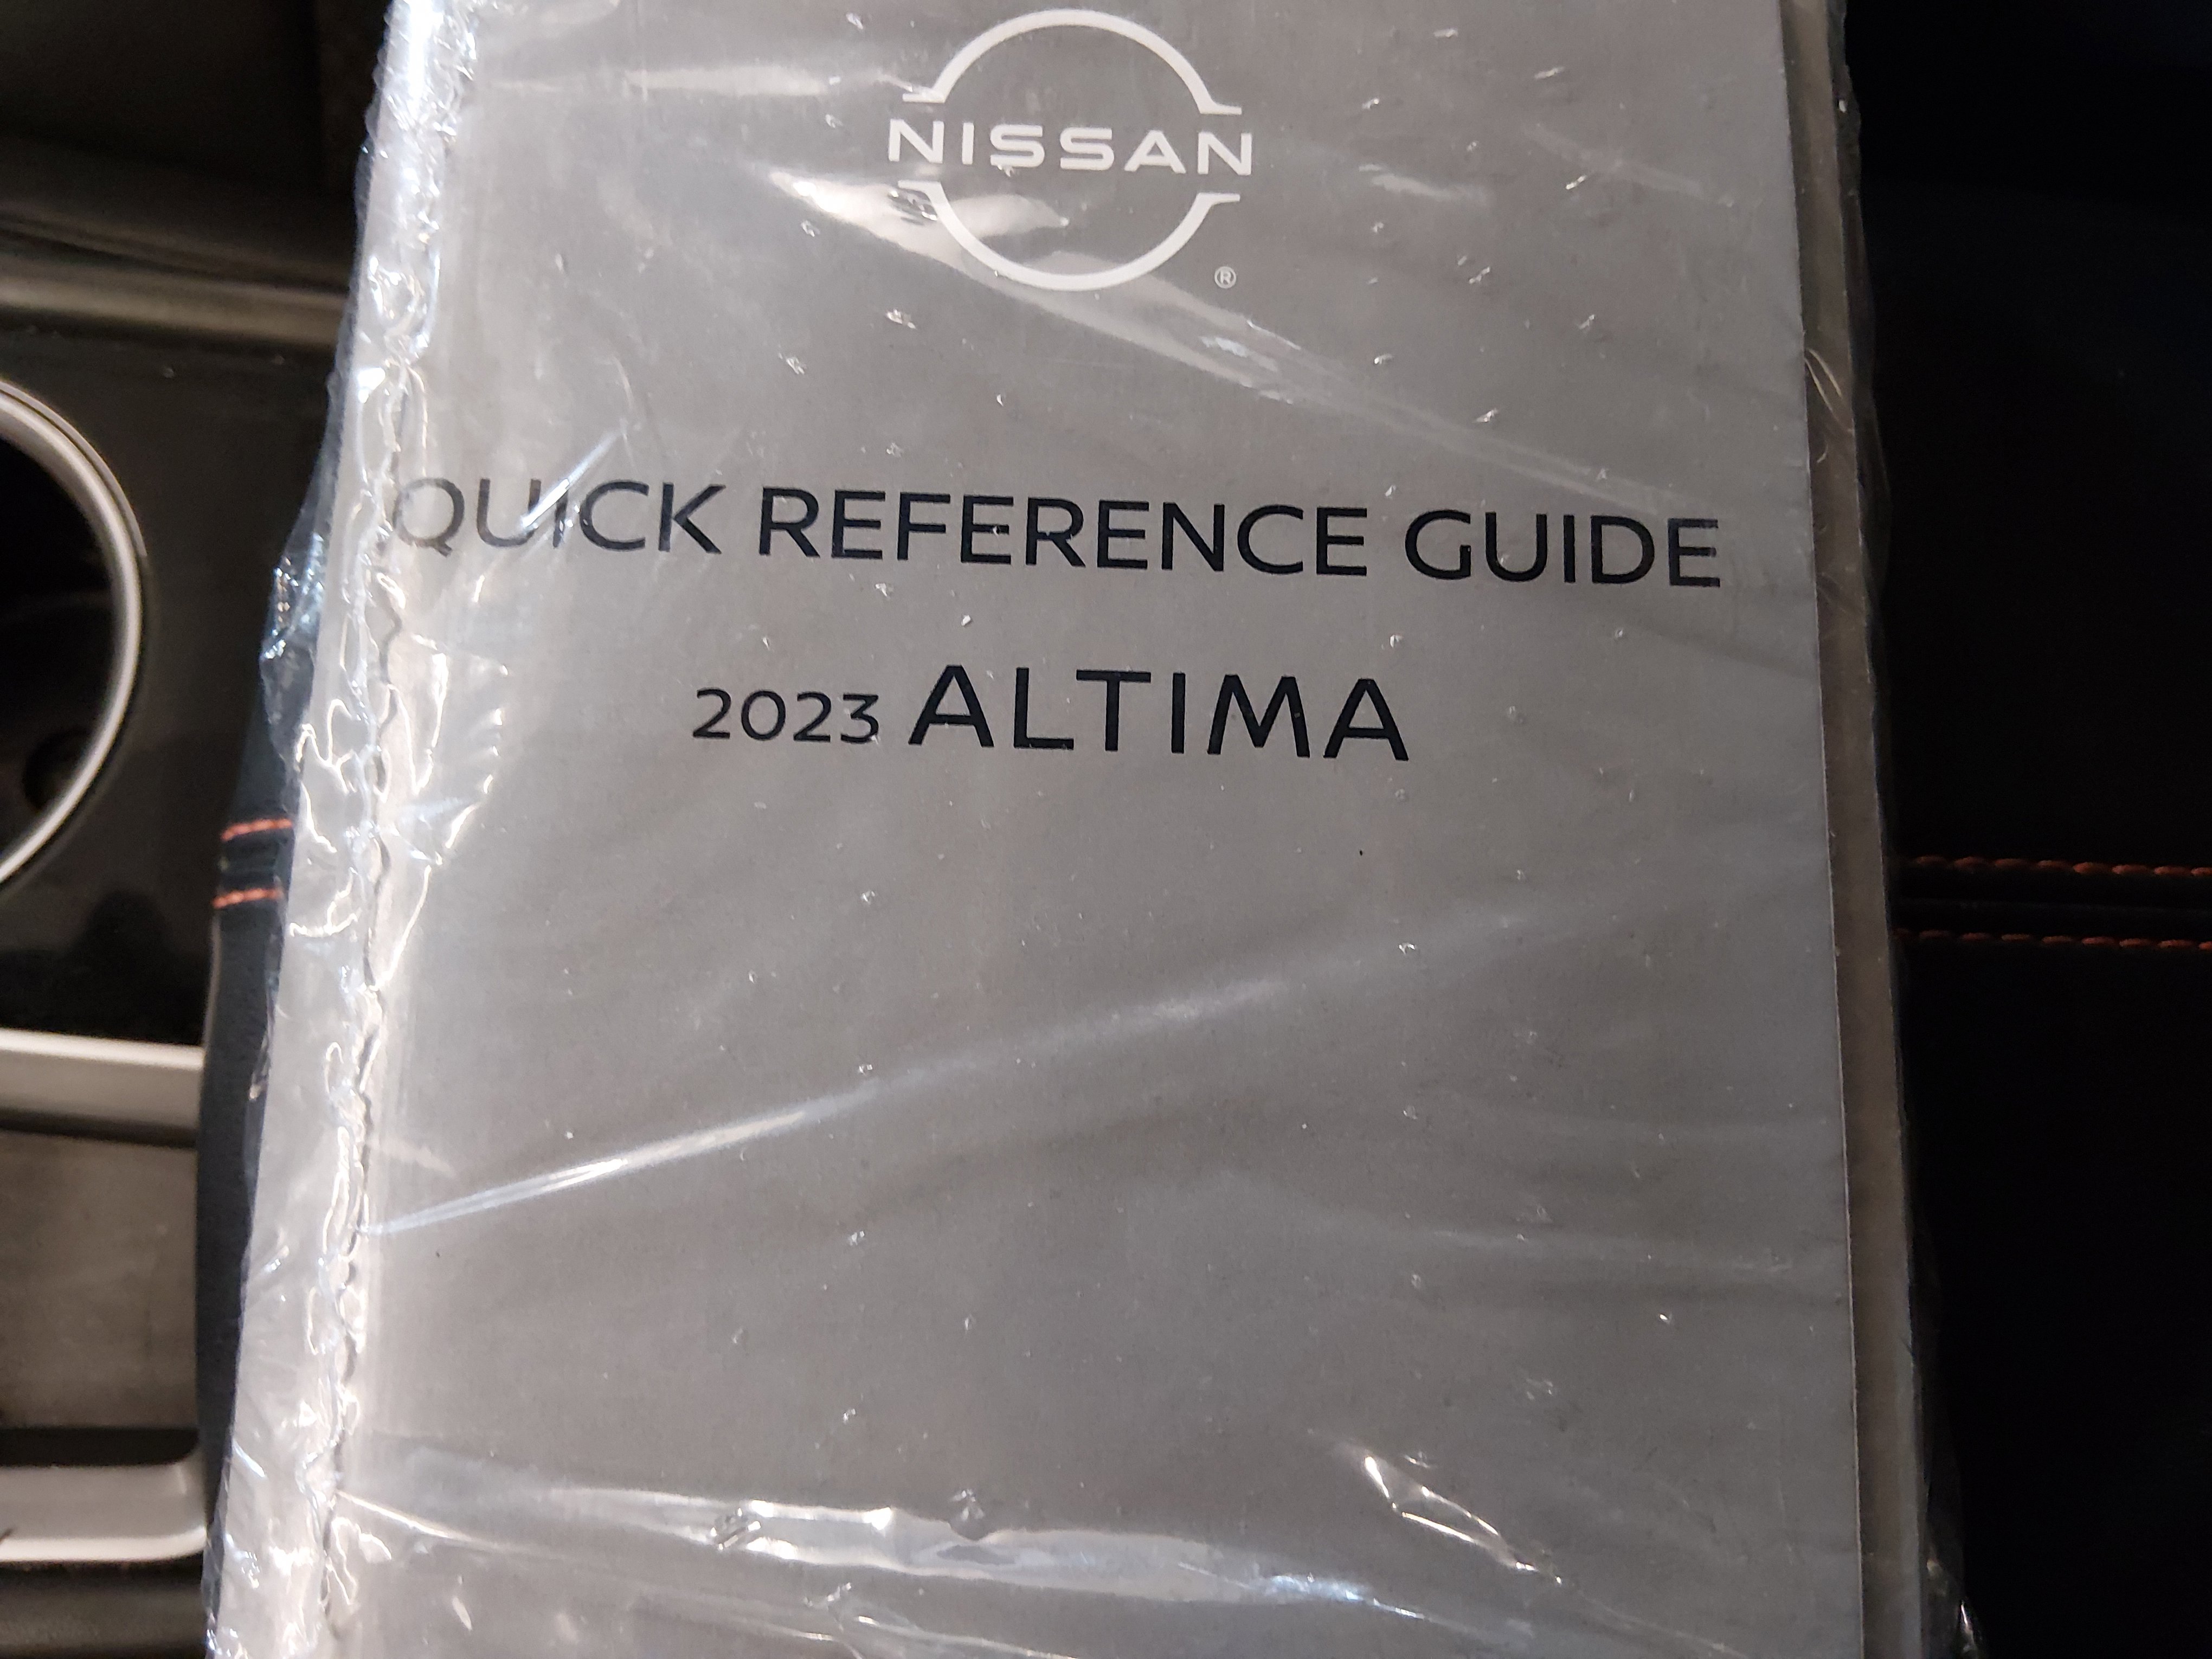 NISSAN
®
QUICK REFERENCE GUIDE
2023 ALTIMA